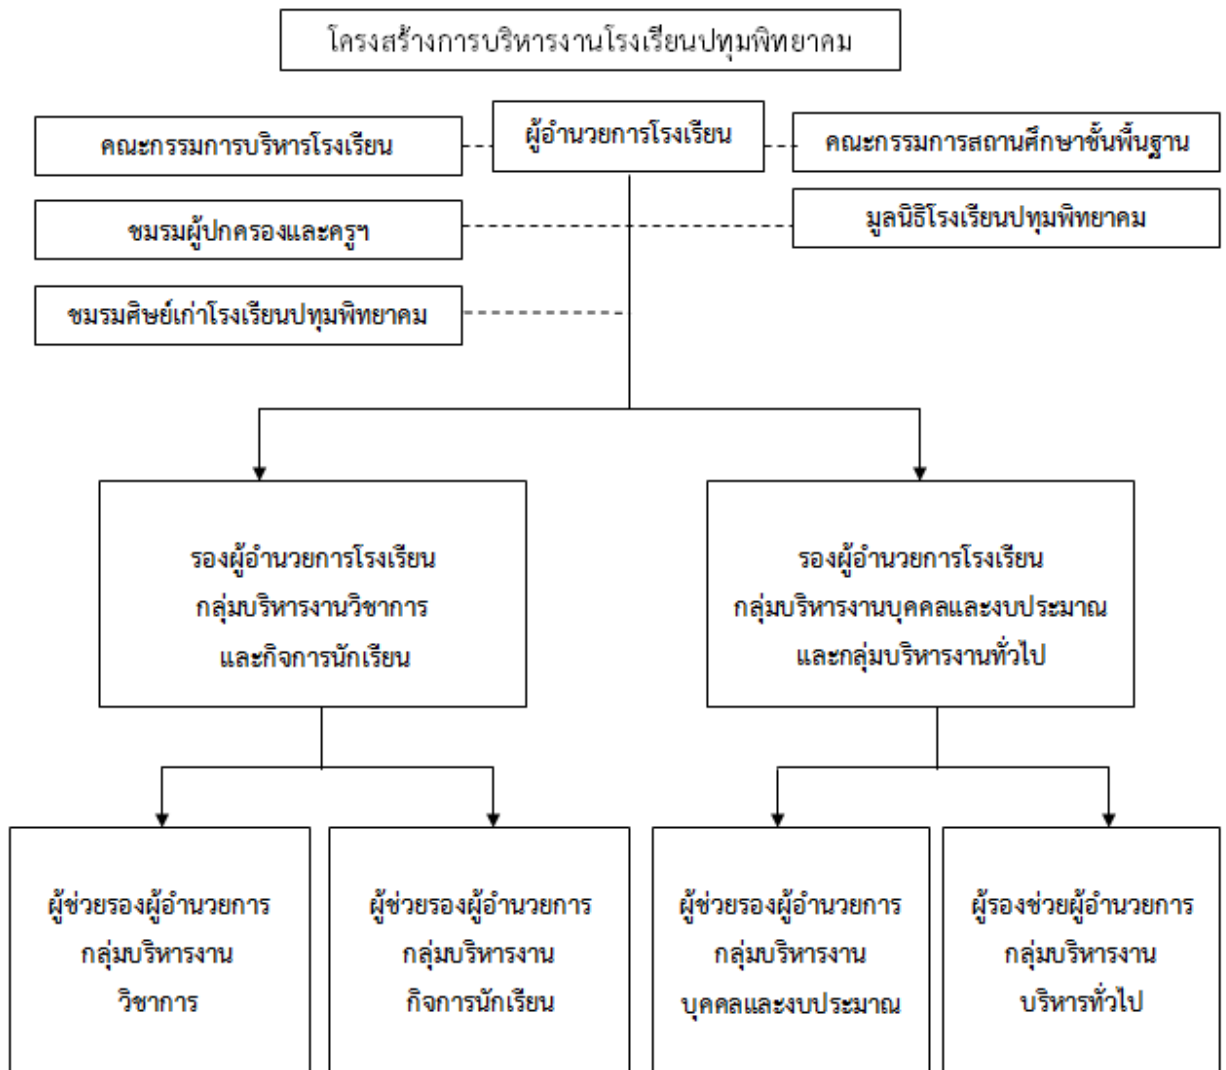 โครงสร้างการบริหารงานโรงเรียนปทุมพิทยาคม
คณะกรรมการบริหารโรงเรียน
ผู้อำนวยการโรงเรียน
คณะกรรมการสถานศึกษาชั้นพื้นฐาน
ชมรมผู้ปกครองและครูฯ
มูลนิธิโรงเรียนปทุมพิทยาคม
ชมรมศิษย์เก่าโรงเรียนปทุมพิทยาคม
รองผู้อำนวยการโรงเรียน
กลุ่มบริหารงานวิชาการ
และกิจการนักเรียน
รองผู้อำนวยการโรงเรียน
กลุ่มบริหารงานบุคคลและงบประมาณ
และกลุ่มบริหารงานทั่วไป
ผู้ช่วยรองผู้อำนวยการ
กลุ่มบริหารงาน
วิชาการ
ผู้ช่วยรองผู้อำนวยการ
กลุ่มบริหารงาน
กิจการนักเรียน
ผู้ช่วยรองผู้อำนวยการ
กลุ่มบริหารงาน
บุคคลและงบประมาณ
ผู้รองช่วยผู้อำนวยการ
กลุ่มบริหารงาน
บริหารทั่วไป